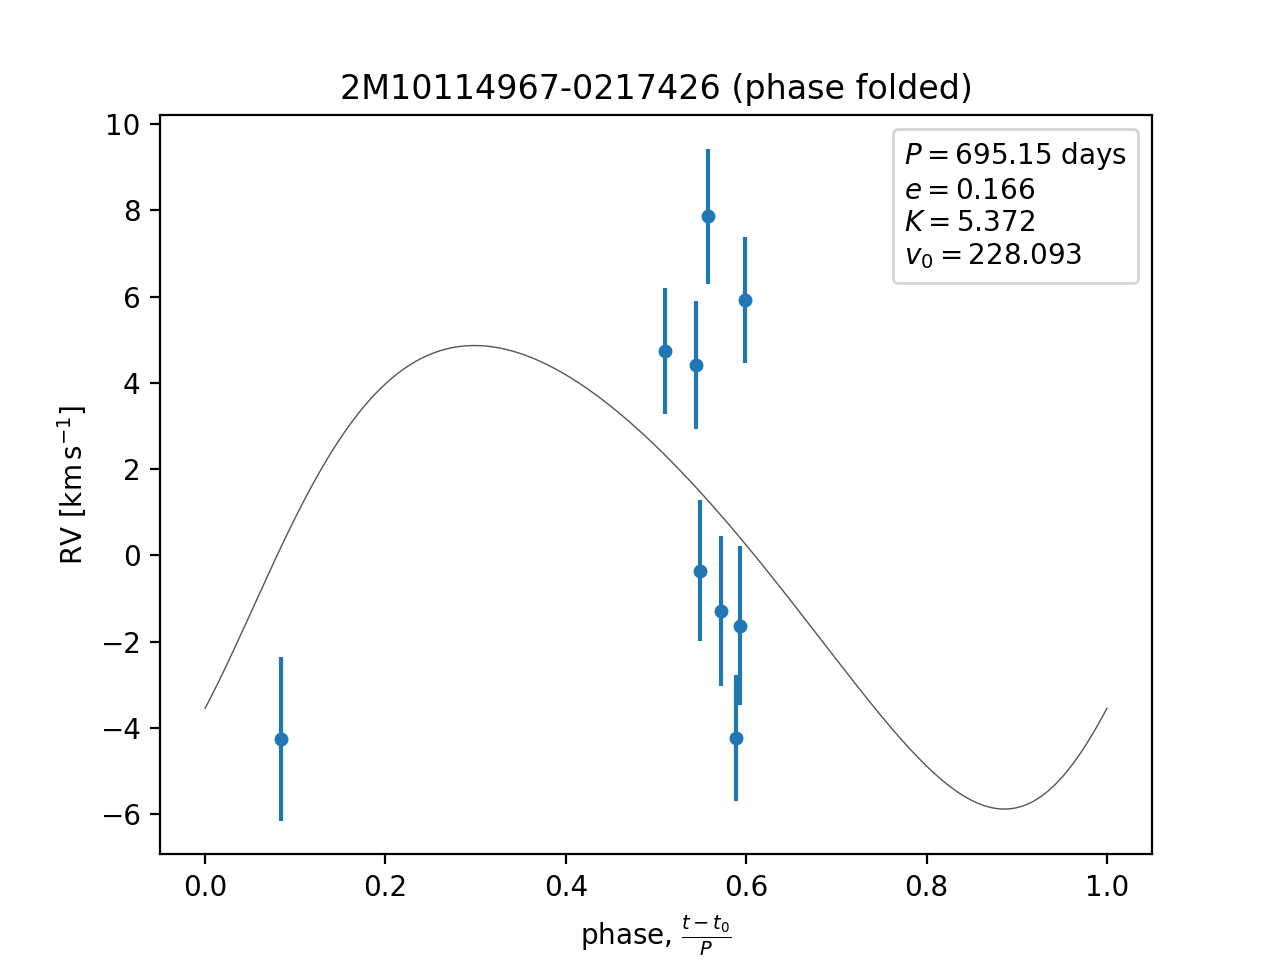 2M10114967-0217426 (phase folded)
P = 695.15 days
e = 0.166
K = 5.372
v₀ = 228.093
10
8
6
4
2
0
−2
−4
−6
RV [km s⁻¹]
0.0 0.2 0.4 0.6 0.8 1.0
phase, (t − t₀)/P